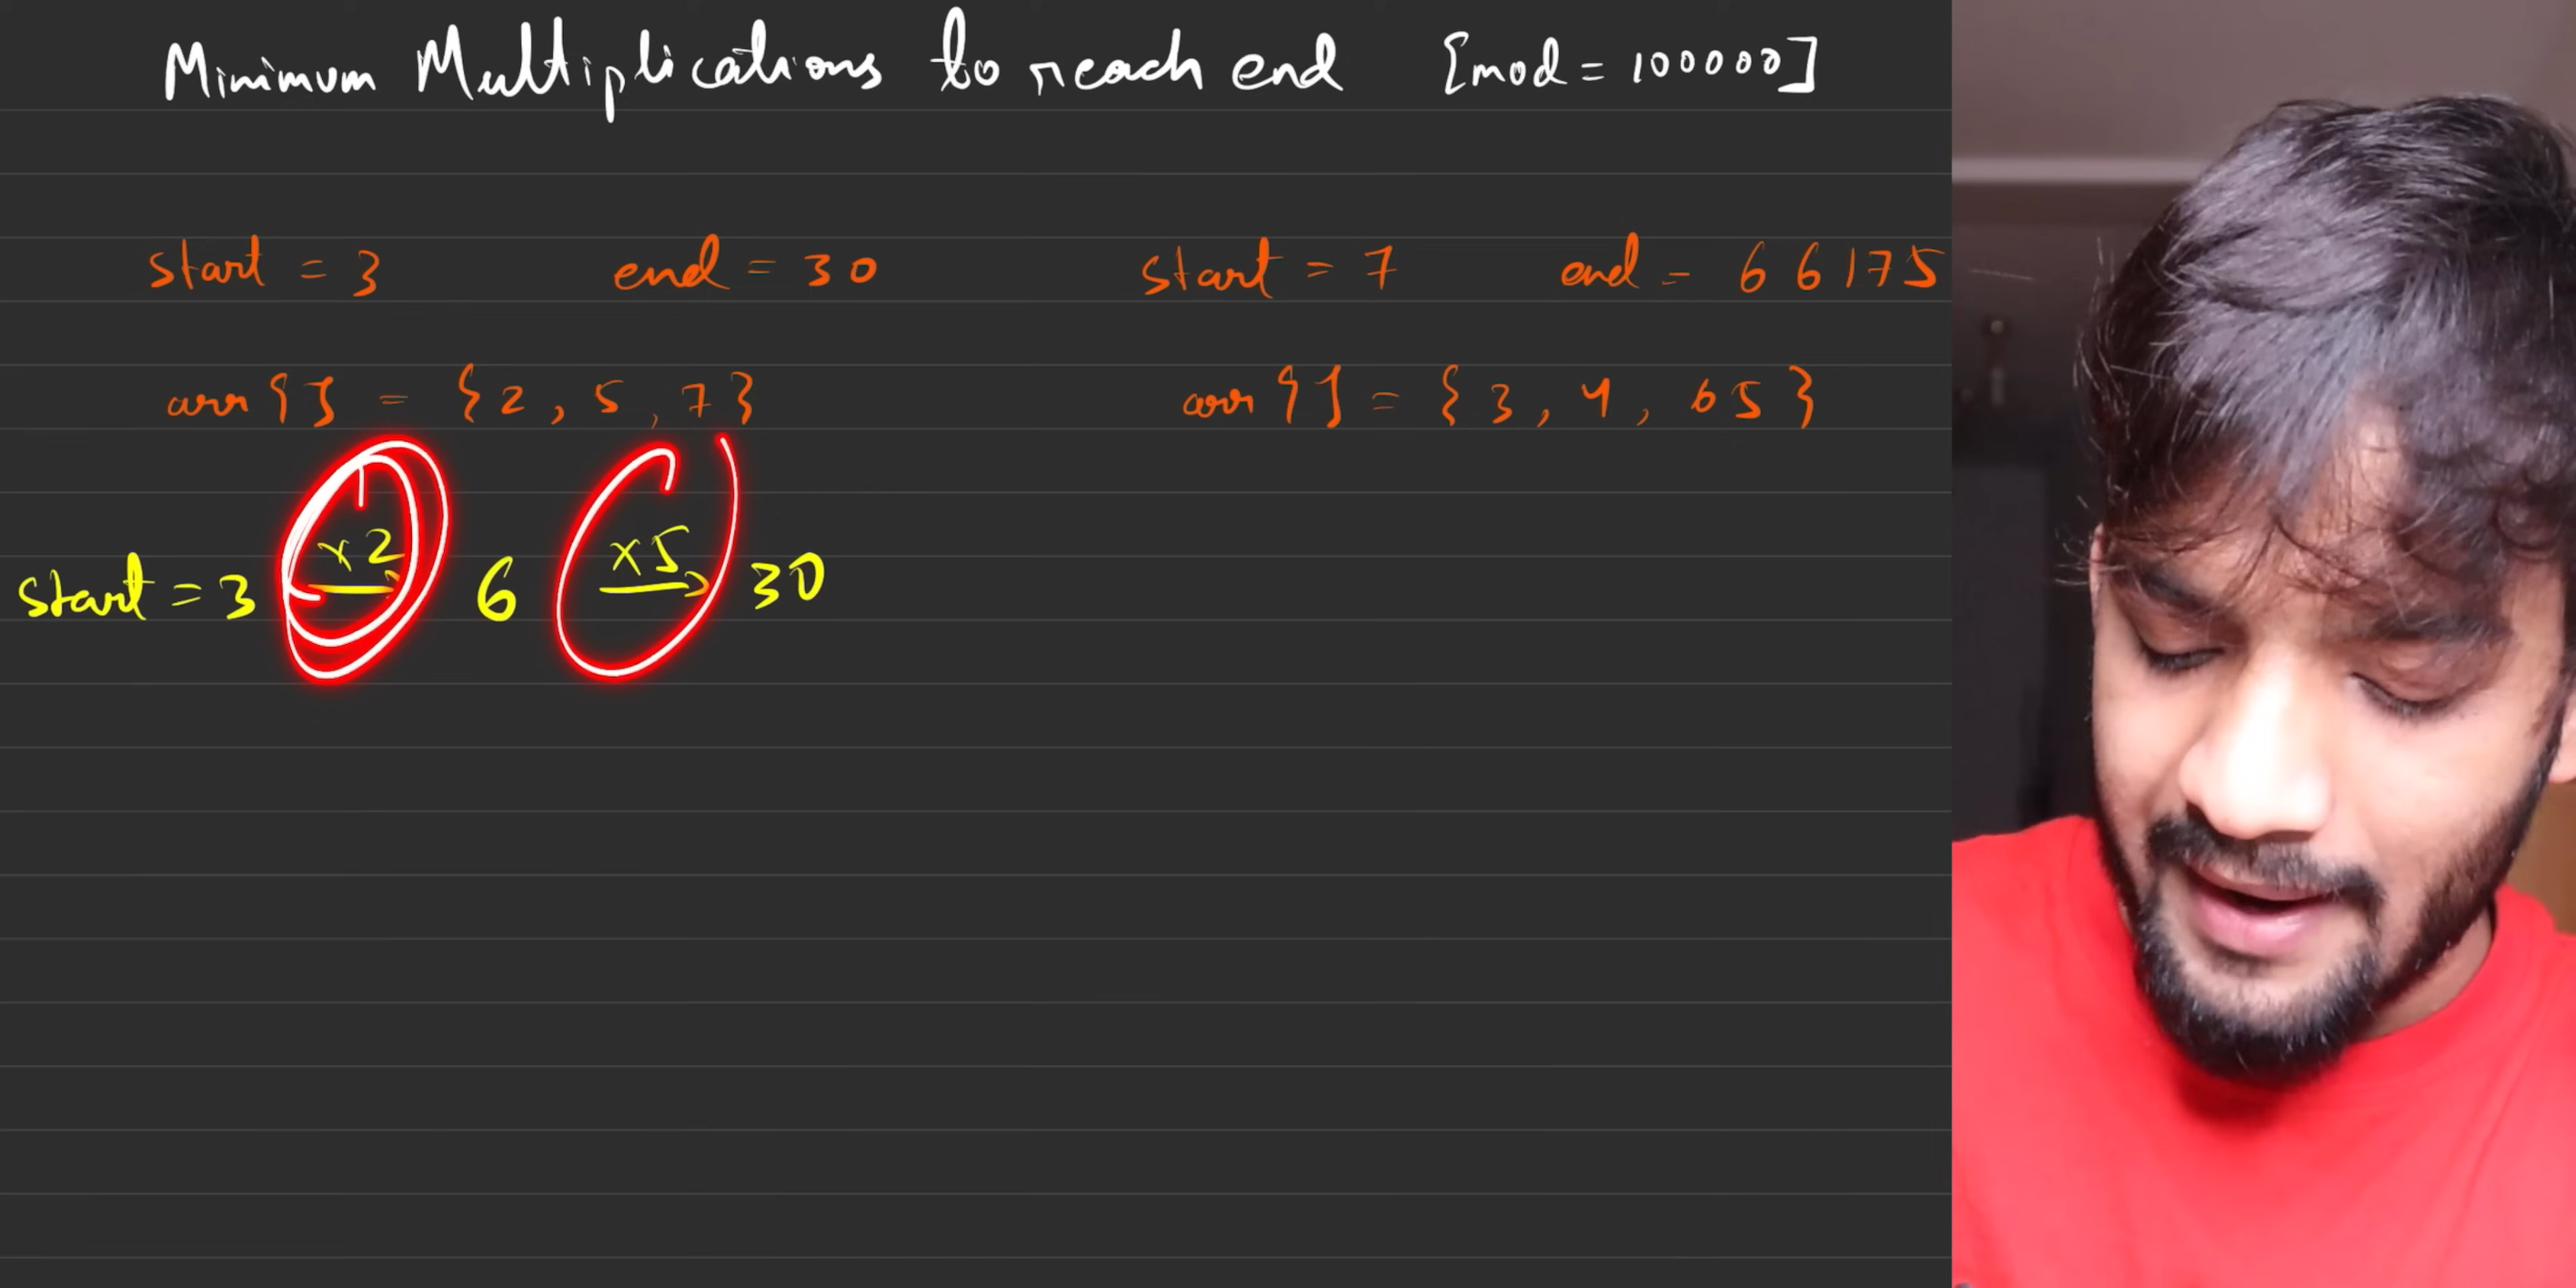 Minimum Multiplications to reach end [mod = 100000]
start = 3 end = 30 start = 7 end = 66175
arr{} = {2, 5, 7} arr{} = {3, 4, 65}
start = 3 x2 6 x5 30